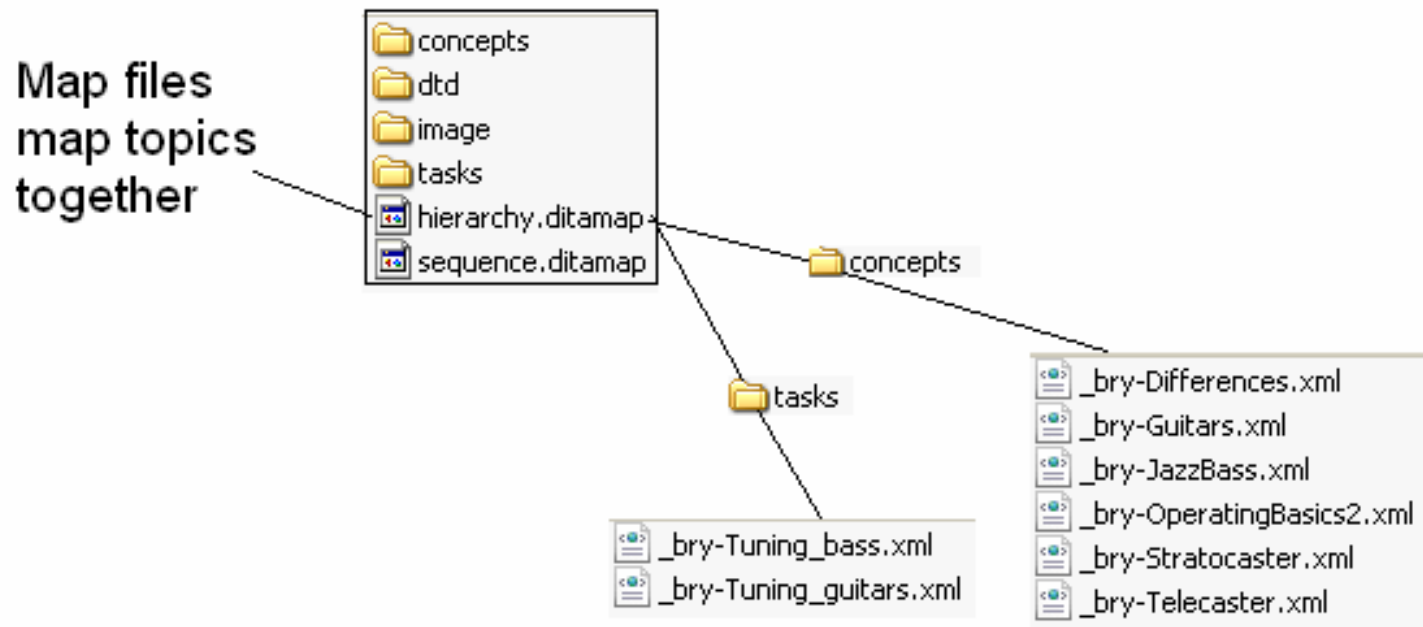 Map files
map topics
together
concepts
dtd
image
tasks
hierarchy.ditamap
sequence.ditamap
concepts
tasks
_bry-Differences.xml
_bry-Guitars.xml
_bry-JazzBass.xml
_bry-OperatingBasics2.xml
_bry-Stratocaster.xml
_bry-Telecaster.xml
_bry-Tuning_bass.xml
_bry-Tuning_guitars.xml